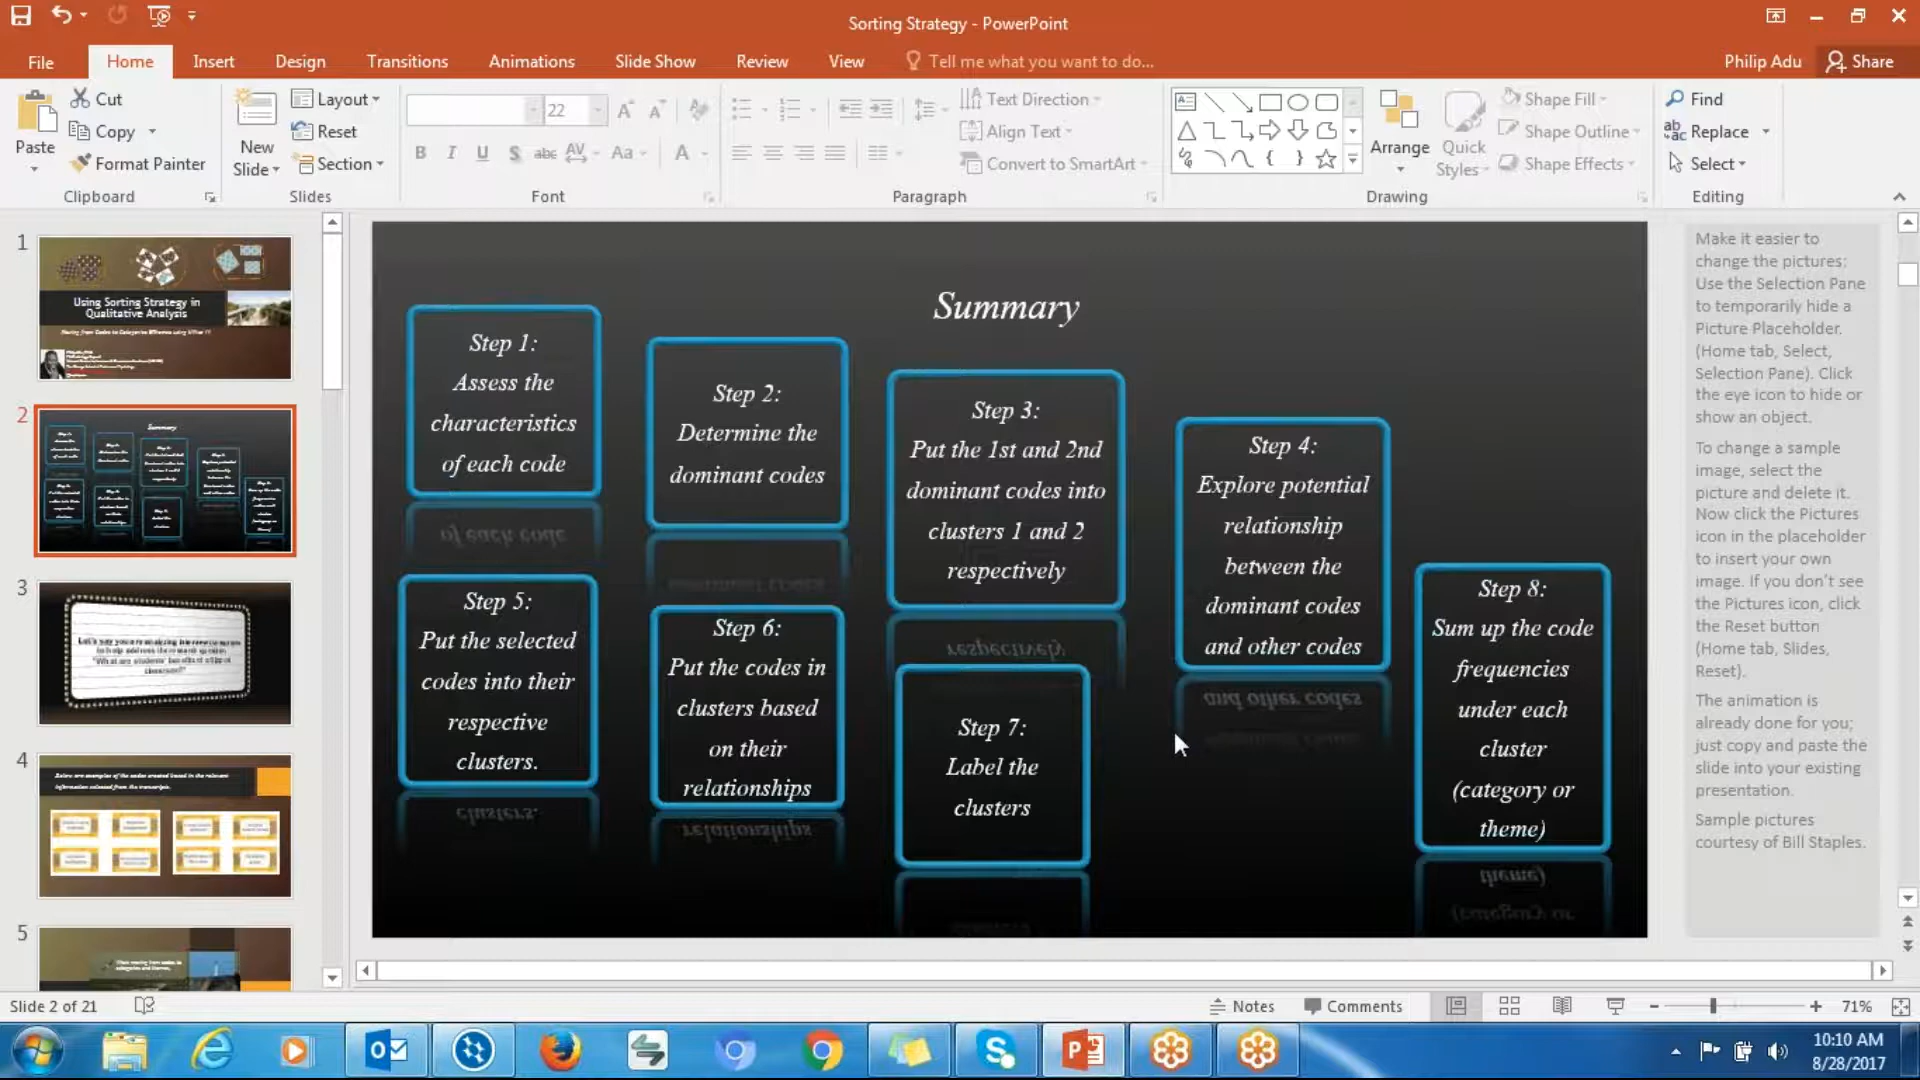 Sorting Strategy - PowerPoint
File
Home
Insert
Design
Transitions
Animations
Slide Show
Review
View
Tell me what you want to do...
Philip Adu
Share
Paste
Cut
Copy
Format Painter
Clipboard
New
Slide
Layout
Reset
Section
Slides
22
B
I
U
S
abc
AV
Aa
A
Font
Text Direction
Align Text
Convert to SmartArt
Paragraph
Arrange
Quick
Styles
Shape Fill
Shape Outline
Shape Effects
Drawing
Find
Replace
Select
Editing
1
Using Sorting Strategy in
Qualitative Analysis
2
3
4
5
Summary
Step 1:
Assess the
characteristics
of each code
Step 2:
Determine the
dominant codes
Step 3:
Put the 1st and 2nd
dominant codes into
clusters 1 and 2
respectively
Step 4:
Explore potential
relationship
between the
dominant codes
and other codes
Step 5:
Put the selected
codes into their
respective
clusters.
Step 6:
Put the codes in
clusters based
on their
relationships
Step 7:
Label the
clusters
Step 8:
Sum up the code
frequencies
under each
cluster
(category or
theme)
Make it easier to
change the pictures:
Use the Selection Pane
to temporarily hide a
Picture Placeholder.
(Home tab, Select,
Selection Pane). Click
the eye icon to hide or
show an object.
To change a sample
image, select the
picture and delete it.
Now click the Pictures
icon in the placeholder
to insert your own
image. If you don't see
the Pictures icon, click
the Reset button
(Home tab, Slides,
Reset).
The animation is
already done for you;
just copy and paste the
slide into your existing
presentation.
Sample pictures
courtesy of Bill Staples.
Slide 2 of 21
Notes
Comments
71%
10:10 AM
8/28/2017